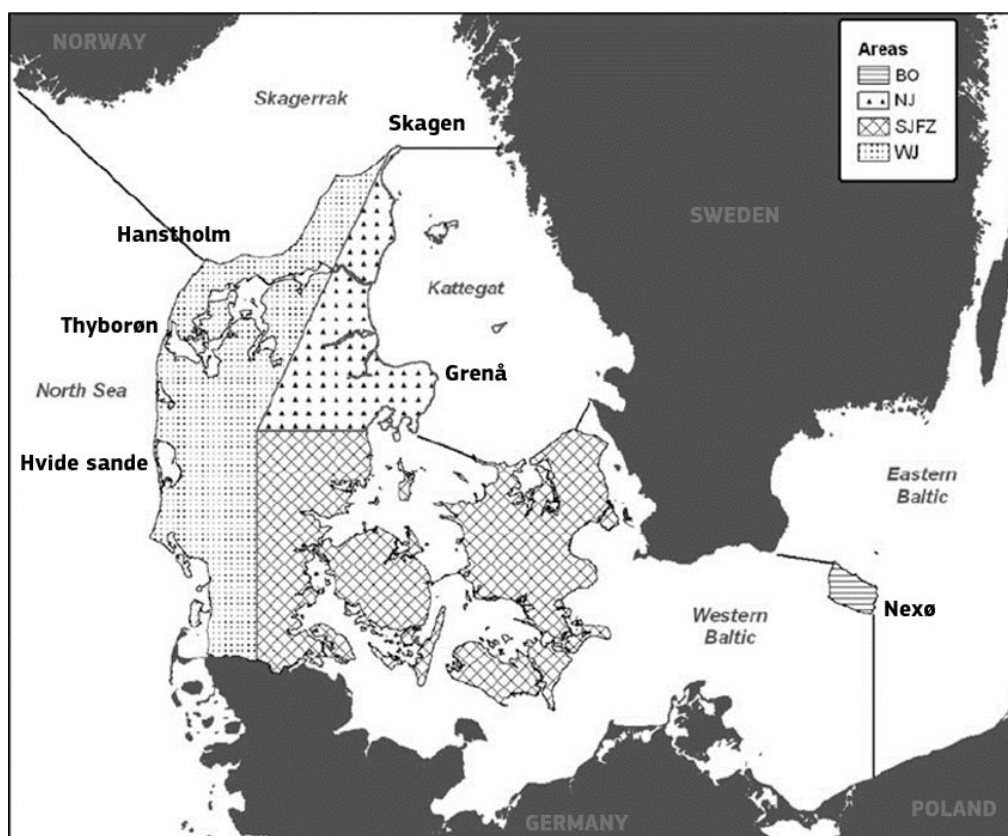 NORWAY
Skagerrak
Skagen
Areas
BO
NJ
SJFZ
WJ
SWEDEN
Hanstholm
Kattegat
Thyborøn
North Sea
Grenå
Hvide sande
Eastern
Baltic
Western
Baltic
Nexø
GERMANY
POLAND